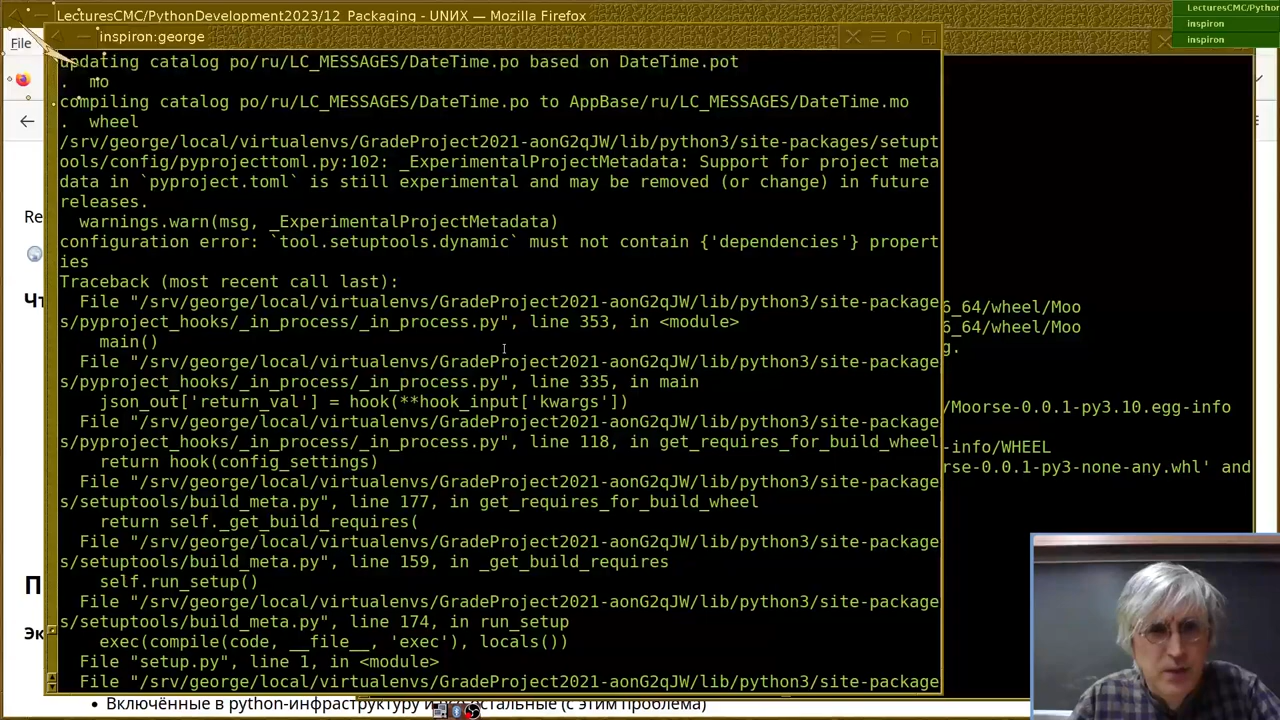 LecturesCMC/PythonDevelopment2023/12_Packaging - UNИX — Mozilla Firefox
LecturesCMC/Python
inspiron
inspiron
inspiron:george
File
updating catalog po/ru/LC_MESSAGES/DateTime.po based on DateTime.pot
.  mo
compiling catalog po/ru/LC_MESSAGES/DateTime.po to AppBase/ru/LC_MESSAGES/DateTime.mo
.  wheel
/srv/george/local/virtualenvs/GradeProject2021-aonG2qJW/lib/python3/site-packages/setupt
ools/config/pyprojecttoml.py:102: _ExperimentalProjectMetadata: Support for project meta
data in `pyproject.toml` is still experimental and may be removed (or change) in future
releases.
warnings.warn(msg, _ExperimentalProjectMetadata)
configuration error: `tool.setuptools.dynamic` must not contain {'dependencies'} propert
ies
Traceback (most recent call last):
File "/srv/george/local/virtualenvs/GradeProject2021-aonG2qJW/lib/python3/site-package
s/pyproject_hooks/_in_process/_in_process.py", line 353, in <module>
main()
File "/srv/george/local/virtualenvs/GradeProject2021-aonG2qJW/lib/python3/site-package
s/pyproject_hooks/_in_process/_in_process.py", line 335, in main
json_out['return_val'] = hook(**hook_input['kwargs'])
File "/srv/george/local/virtualenvs/GradeProject2021-aonG2qJW/lib/python3/site-package
s/pyproject_hooks/_in_process/_in_process.py", line 118, in get_requires_for_build_wheel
return hook(config_settings)
File "/srv/george/local/virtualenvs/GradeProject2021-aonG2qJW/lib/python3/site-package
s/setuptools/build_meta.py", line 177, in get_requires_for_build_wheel
return self._get_build_requires(
File "/srv/george/local/virtualenvs/GradeProject2021-aonG2qJW/lib/python3/site-package
s/setuptools/build_meta.py", line 159, in _get_build_requires
self.run_setup()
File "/srv/george/local/virtualenvs/GradeProject2021-aonG2qJW/lib/python3/site-package
s/setuptools/build_meta.py", line 174, in run_setup
exec(compile(code, __file__, 'exec'), locals())
File "setup.py", line 1, in <module>
File "/srv/george/local/virtualenvs/GradeProject2021-aonG2qJW/lib/python3/site-package
6_64/wheel/Moo
6_64/wheel/Moo
g.
/Moorse-0.0.1-py3.10.egg-info
-info/WHEEL
rse-0.0.1-py3-none-any.whl' and
Re
Чт
П
Эк
• Включённые в python-инфраструктуру и все остальные (с этим проблема)